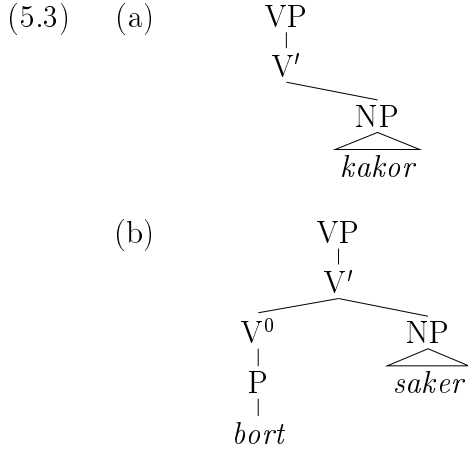 (5.3) (a) VP
V′
NP
kakor
(b) VP
V′
V⁰ NP
P saker
bort